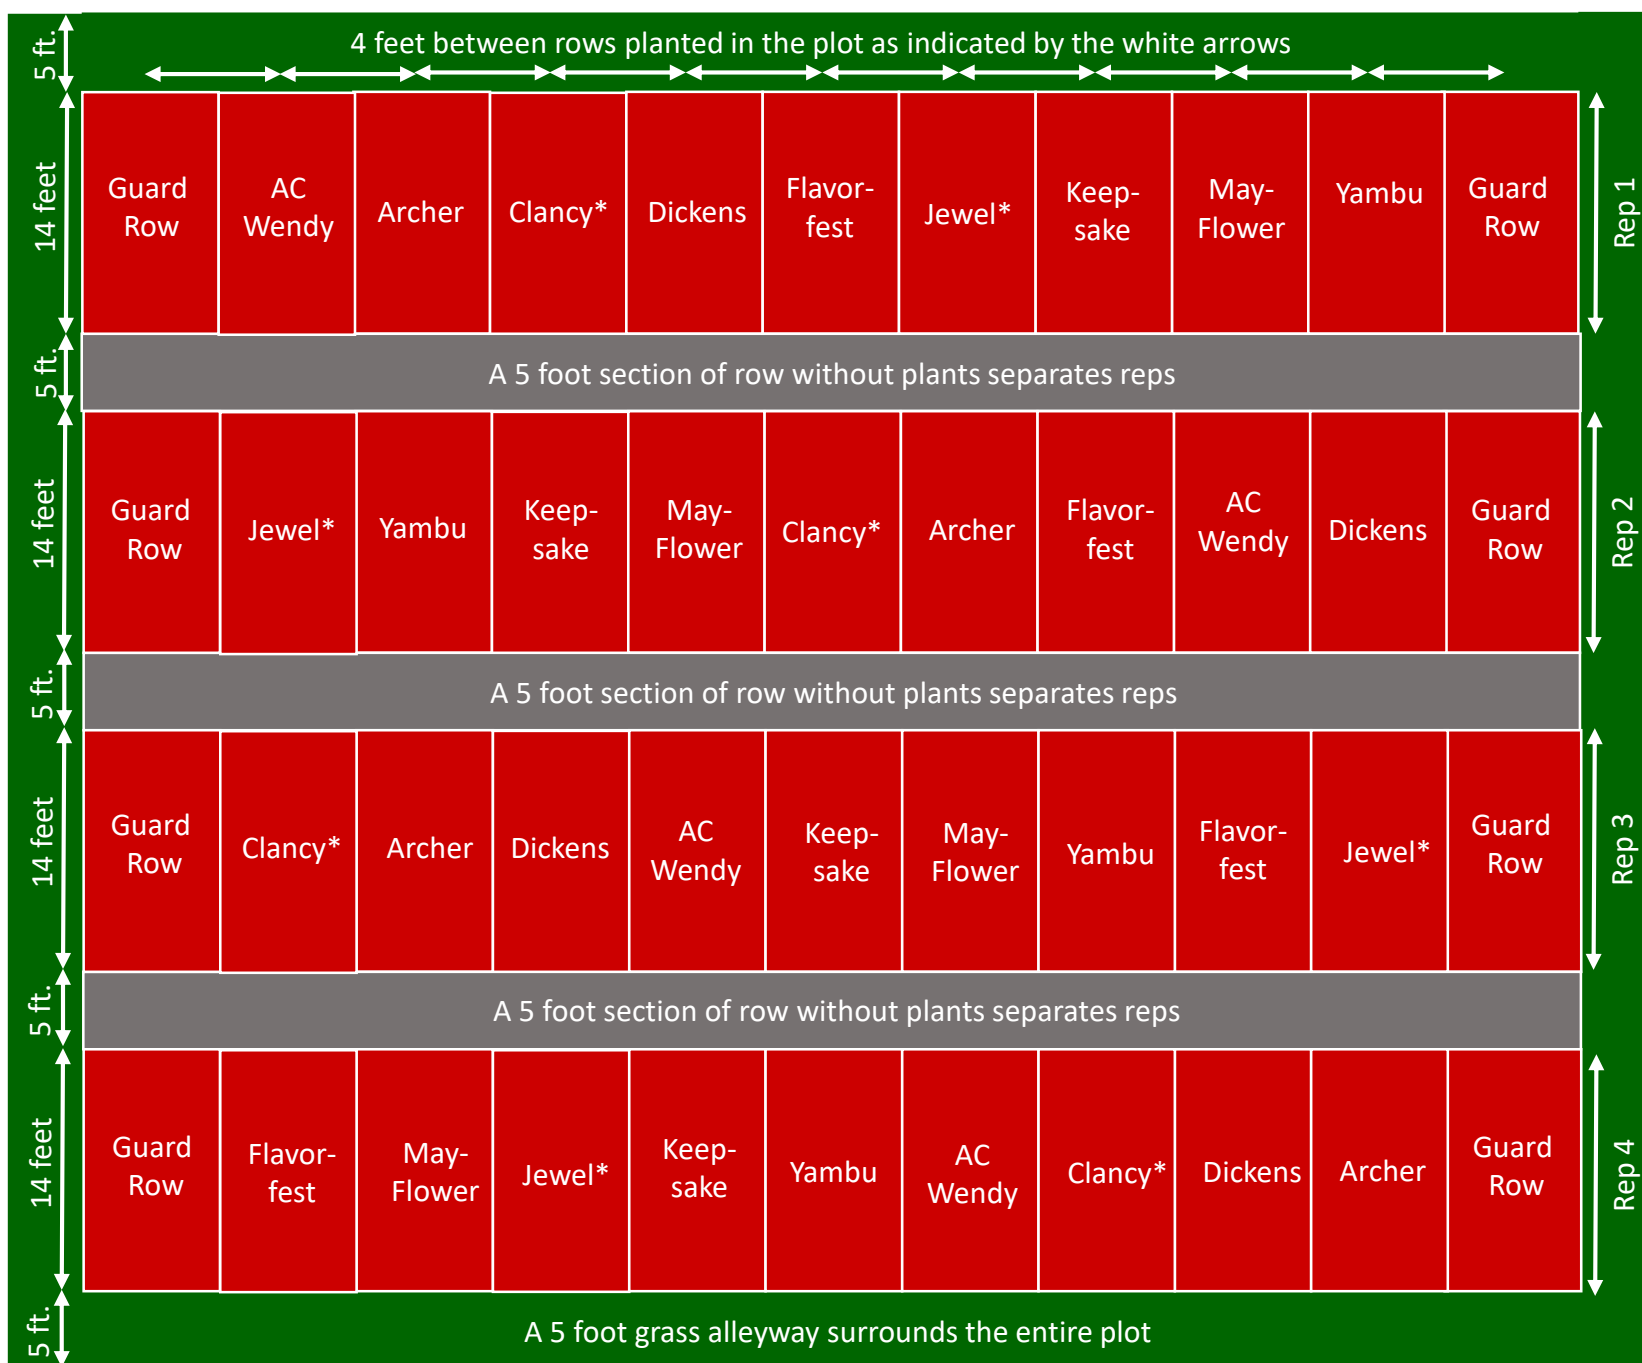 4 feet between rows planted in the plot as indicated by the white arrows
5 ft.
14 feet
Guard
Row
AC
Wendy
Archer
Clancy*
Dickens
Flavor-
fest
Jewel*
Keep-
sake
May-
Flower
Yambu
Guard
Row
Rep 1
5 ft.
A 5 foot section of row without plants separates reps
14 feet
Guard
Row
Jewel*
Yambu
Keep-
sake
May-
Flower
Clancy*
Archer
Flavor-
fest
AC
Wendy
Dickens
Guard
Row
Rep 2
5 ft.
A 5 foot section of row without plants separates reps
14 feet
Guard
Row
Clancy*
Archer
Dickens
AC
Wendy
Keep-
sake
May-
Flower
Yambu
Flavor-
fest
Jewel*
Guard
Row
Rep 3
5 ft.
A 5 foot section of row without plants separates reps
14 feet
Guard
Row
Flavor-
fest
May-
Flower
Jewel*
Keep-
sake
Yambu
AC
Wendy
Clancy*
Dickens
Archer
Guard
Row
Rep 4
5 ft.
A 5 foot grass alleyway surrounds the entire plot